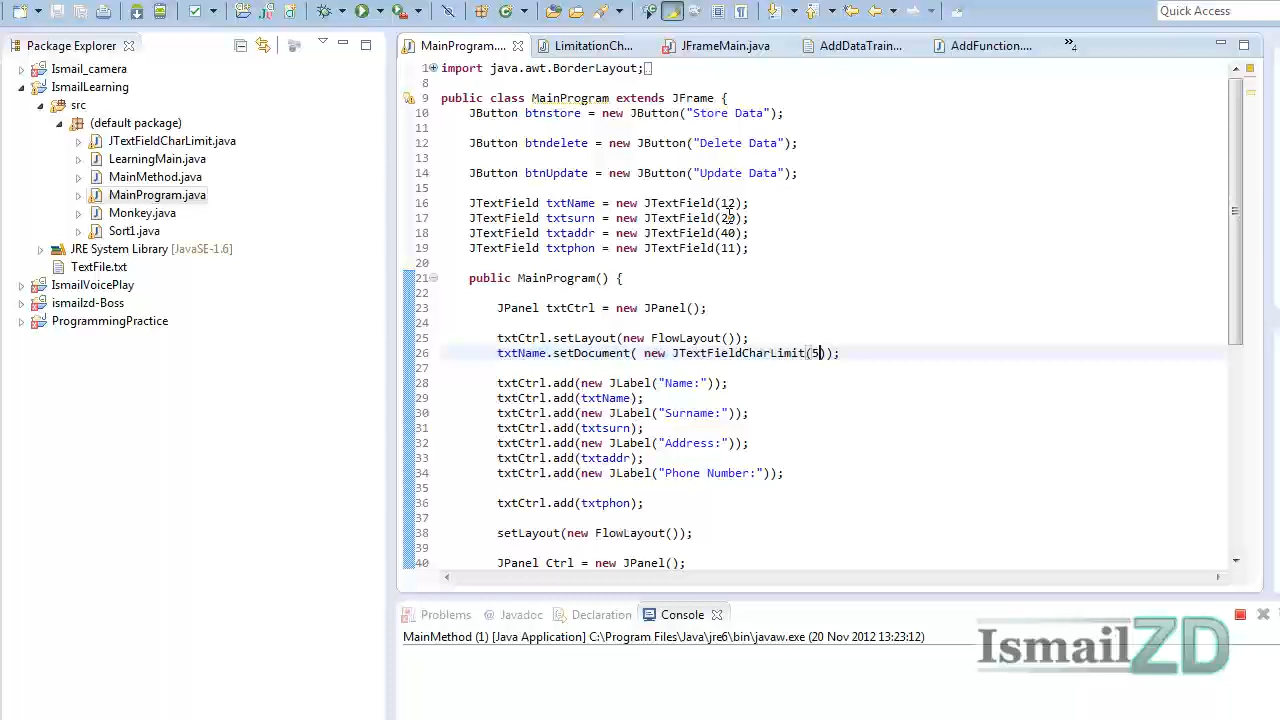 Quick Access
Package Explorer
Ismail_camera
IsmailLearning
src
(default package)
JTextFieldCharLimit.java
LearningMain.java
MainMethod.java
MainProgram.java
Monkey.java
Sort1.java
JRE System Library [JavaSE-1.6]
TextFile.txt
IsmailVoicePlay
ismailzd-Boss
ProgrammingPractice
MainProgram.... LimitationCh... JFrameMain.java AddDataTrain... AddFunction.... »4
1 import java.awt.BorderLayout;
8
9 public class MainProgram extends JFrame {
10 JButton btnstore = new JButton("Store Data");
11
12 JButton btndelete = new JButton("Delete Data");
13
14 JButton btnUpdate = new JButton("Update Data");
15
16 JTextField txtName = new JTextField(12);
17 JTextField txtsurn = new JTextField(20);
18 JTextField txtaddr = new JTextField(40);
19 JTextField txtphon = new JTextField(11);
20
21 public MainProgram() {
22
23 JPanel txtCtrl = new JPanel();
24
25 txtCtrl.setLayout(new FlowLayout());
26 txtName.setDocument( new JTextFieldCharLimit(5));
27
28 txtCtrl.add(new JLabel("Name:"));
29 txtCtrl.add(txtName);
30 txtCtrl.add(new JLabel("Surname:"));
31 txtCtrl.add(txtsurn);
32 txtCtrl.add(new JLabel("Address:"));
33 txtCtrl.add(txtaddr);
34 txtCtrl.add(new JLabel("Phone Number:"));
35
36 txtCtrl.add(txtphon);
37
38 setLayout(new FlowLayout());
39
40 JPanel Ctrl = new JPanel();
Problems @ Javadoc Declaration Console
MainMethod (1) [Java Application] C:\Program Files\Java\jre6\bin\javaw.exe (20 Nov 2012 13:23:12)
IsmailZD